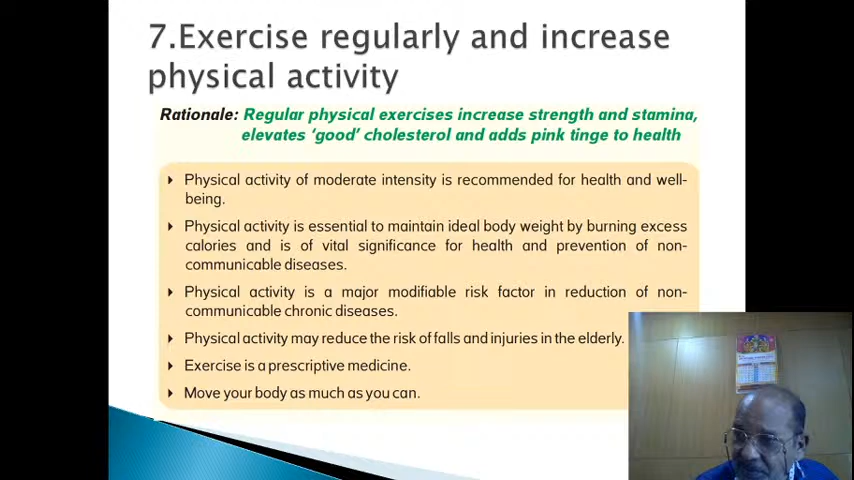 7.Exercise regularly and increase
physical activity
Rationale: Regular physical exercises increase strength and stamina,
elevates 'good' cholesterol and adds pink tinge to health
Physical activity of moderate intensity is recommended for health and well-
being.
Physical activity is essential to maintain ideal body weight by burning excess
calories and is of vital significance for health and prevention of non-
communicable diseases.
Physical activity is a major modifiable risk factor in reduction of non-
communicable chronic diseases.
Physical activity may reduce the risk of falls and injuries in the elderly.
Exercise is a prescriptive medicine.
Move your body as much as you can.